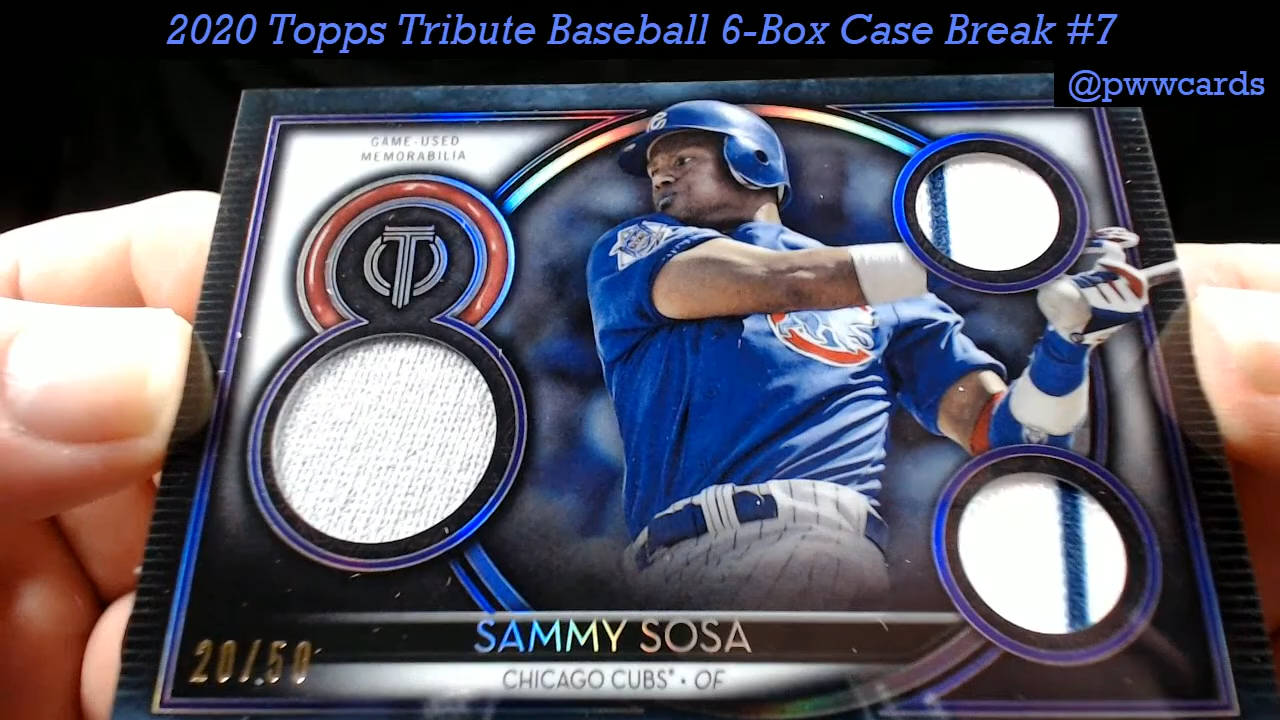 2020 Topps Tribute Baseball 6-Box Case Break #7
@pwwcards
GAME-USED
MEMORABILIA
SAMMY SOSA
20/50
CHICAGO CUBS® • OF